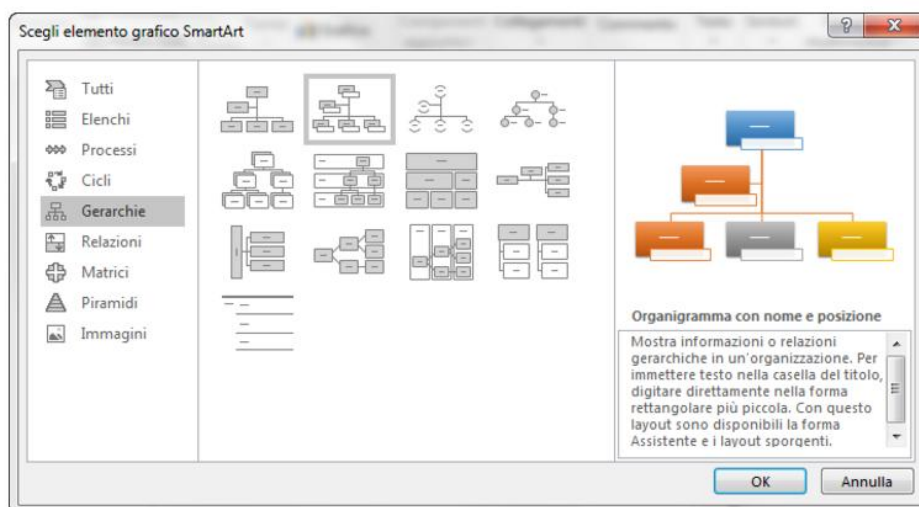 Scegli elemento grafico SmartArt
Tutti
Elenchi
Processi
Cicli
Gerarchie
Relazioni
Matrici
Piramidi
Immagini
Organigramma con nome e posizione
Mostra informazioni o relazioni
gerarchiche in un'organizzazione. Per
immettere testo nella casella del titolo,
digitare direttamente nella forma
rettangolare più piccola. Con questo
layout sono disponibili la forma
Assistente e i layout sporgenti.
OK
Annulla